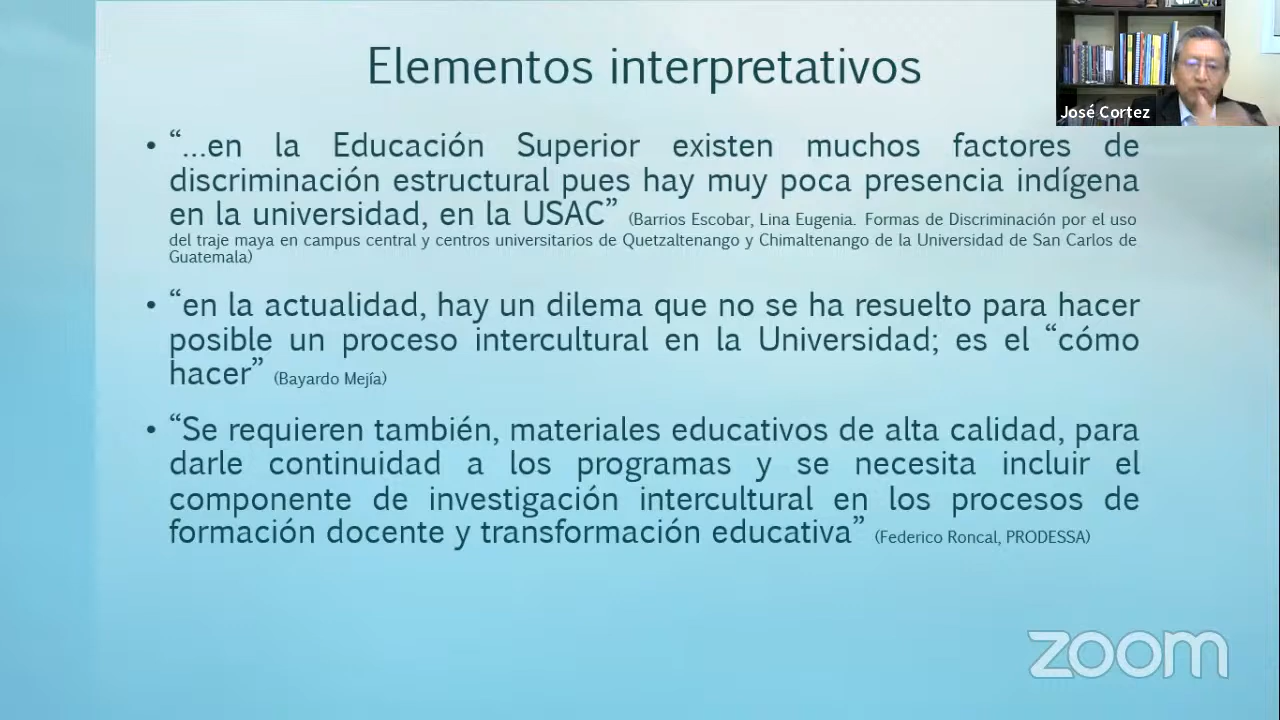 Elementos interpretativos
José Cortez
• “...en la Educación Superior existen muchos factores de
discriminación estructural pues hay muy poca presencia indígena
en la universidad, en la USAC” (Barrios Escobar, Lina Eugenia. Formas de Discriminación por el uso
del traje maya en campus central y centros universitarios de Quetzaltenango y Chimaltenango de la Universidad de San Carlos de
Guatemala)
• “en la actualidad, hay un dilema que no se ha resuelto para hacer
posible un proceso intercultural en la Universidad; es el “cómo
hacer” (Bayardo Mejía)
• “Se requieren también, materiales educativos de alta calidad, para
darle continuidad a los programas y se necesita incluir el
componente de investigación intercultural en los procesos de
formación docente y transformación educativa” (Federico Roncal, PRODESSA)
zoom